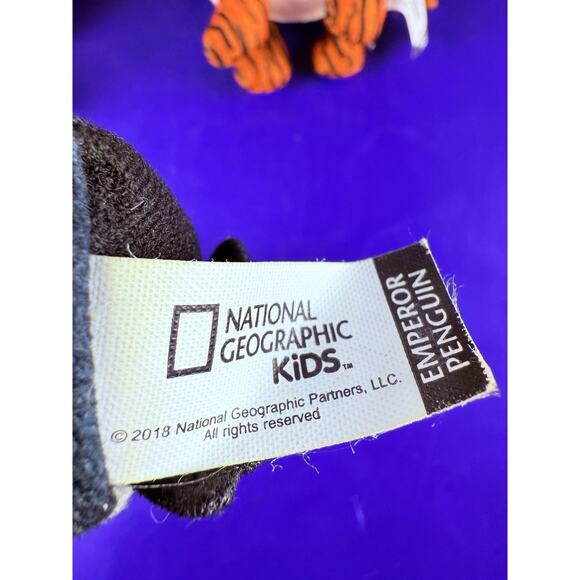 NATIONAL
GEOGRAPHIC
KiDS™
© 2018 National Geographic Partners, LLC.
All rights reserved
EMPEROR
PENGUIN